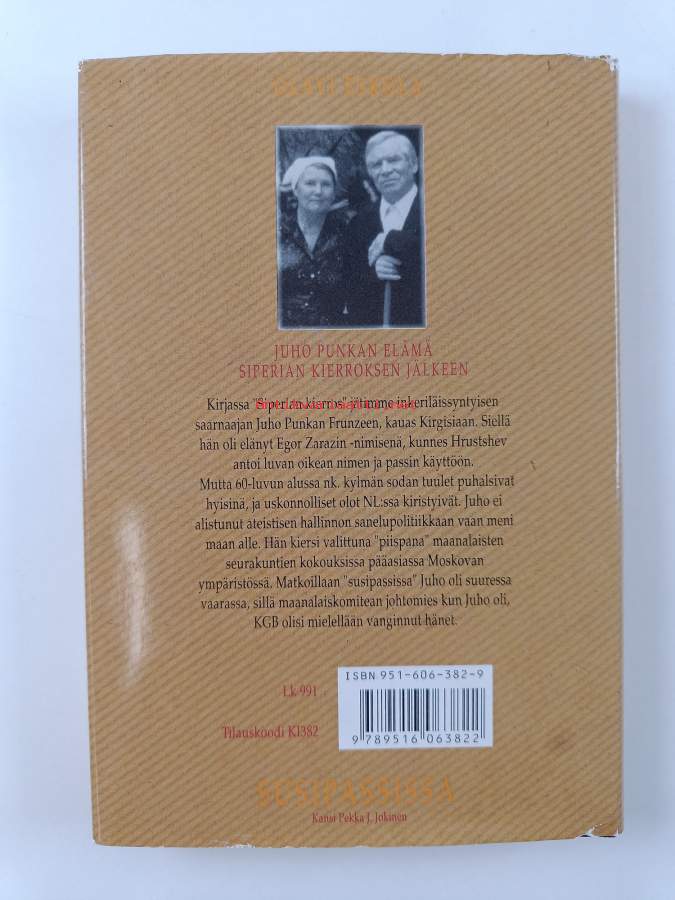 JUHO PUNKAN ELÄMÄ
SIPERIAN KIERROKSEN JÄLKEEN
Kirjassa "Siperian kierros" jätimme inkeriläissyntyisen
saarnaajan Juho Punkan Frunzeen, kauas Kirgisiaan. Siellä
hän oli elänyt Egor Zarazin -nimisenä, kunnes Hrustshev
antoi luvan oikean nimen ja passin käyttöön.
Mutta 60-luvun alussa nk. kylmän sodan tuulet puhalsivat
hyisinä, ja uskonnolliset olot NL:ssa kiristyivät. Juho ei
alistunut ateistisen hallinnon sanelupolitiikkaan vaan meni
maan alle. Hän kiersi valittuna "piispana" maanalaisten
seurakuntien kokouksissa pääasiassa Moskovan
ympäristössä. Matkoillaan "susipassissa" Juho oli suuressa
vaarassa, sillä maanalaiskomitean johtomies kun Juho oli,
KGB olisi mielellään vanginnut hänet.
ISBN 951-606-382-9
Lk 991
Tilauskoodi KI382
9 789516 063822
SUSIPASSISSA
Kansi Pekka J. Jokinen